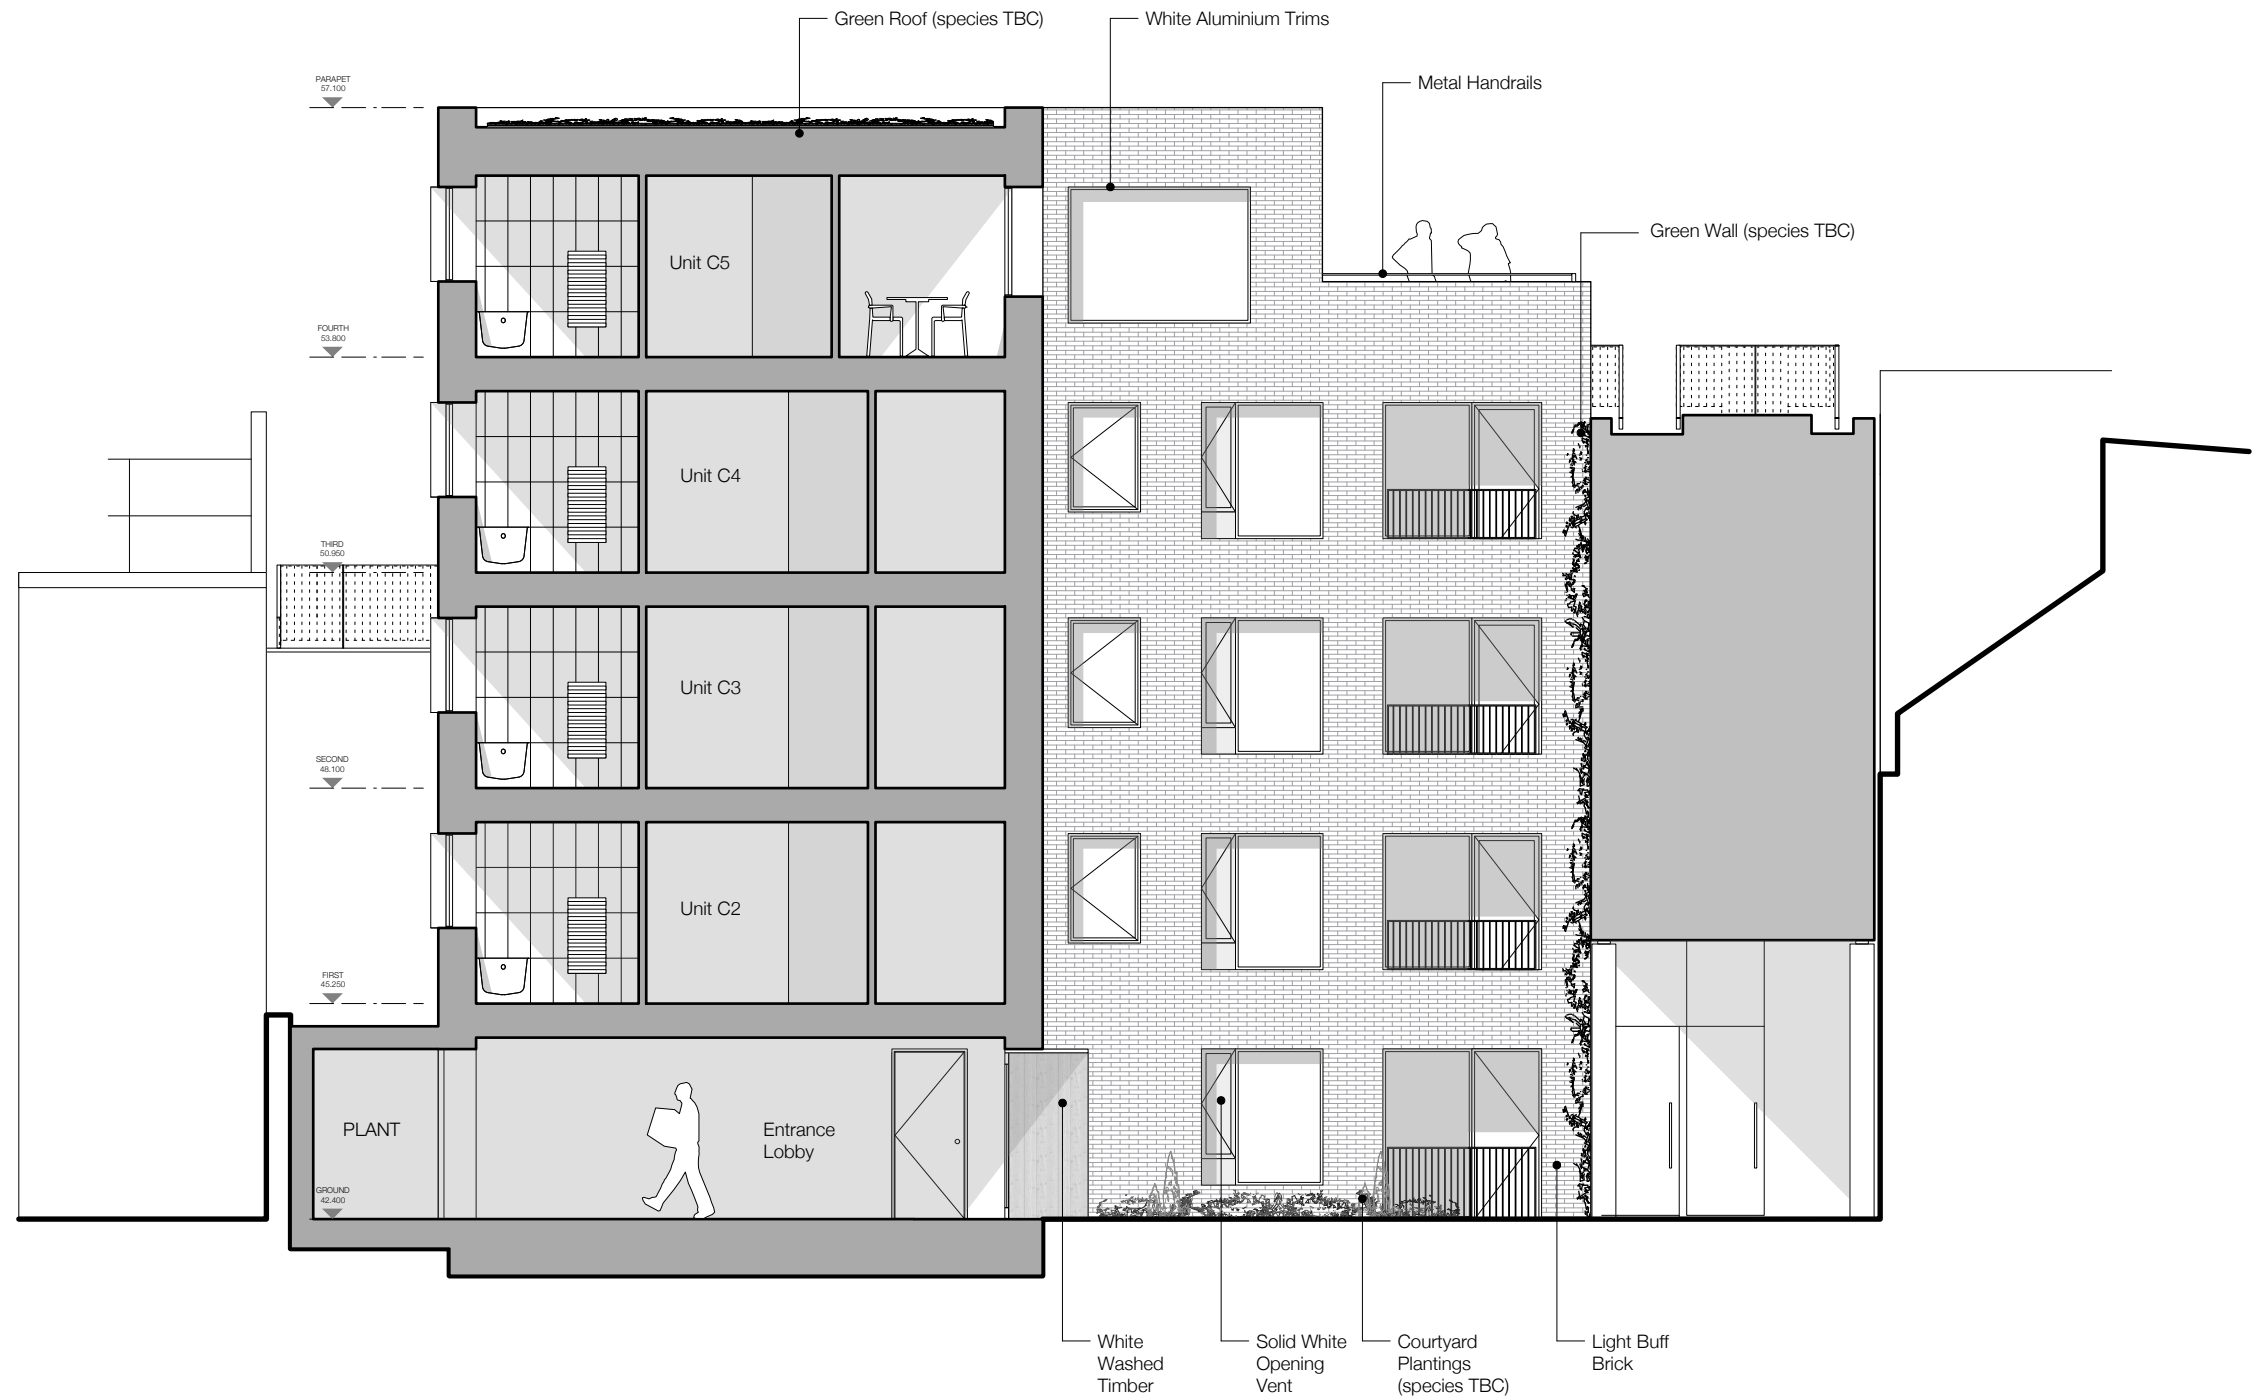 Green Roof (species TBC)
White Aluminium Trims
Metal Handrails
PARAPET
57.100
Green Wall (species TBC)
Unit C5
FOURTH
53.800
Unit C4
THIRD
50.950
Unit C3
SECOND
48.100
Unit C2
FIRST
45.250
PLANT
Entrance
Lobby
GROUND
42.400
White
Washed
Timber
Solid White
Opening
Vent
Courtyard
Plantings
(species TBC)
Light Buff
Brick